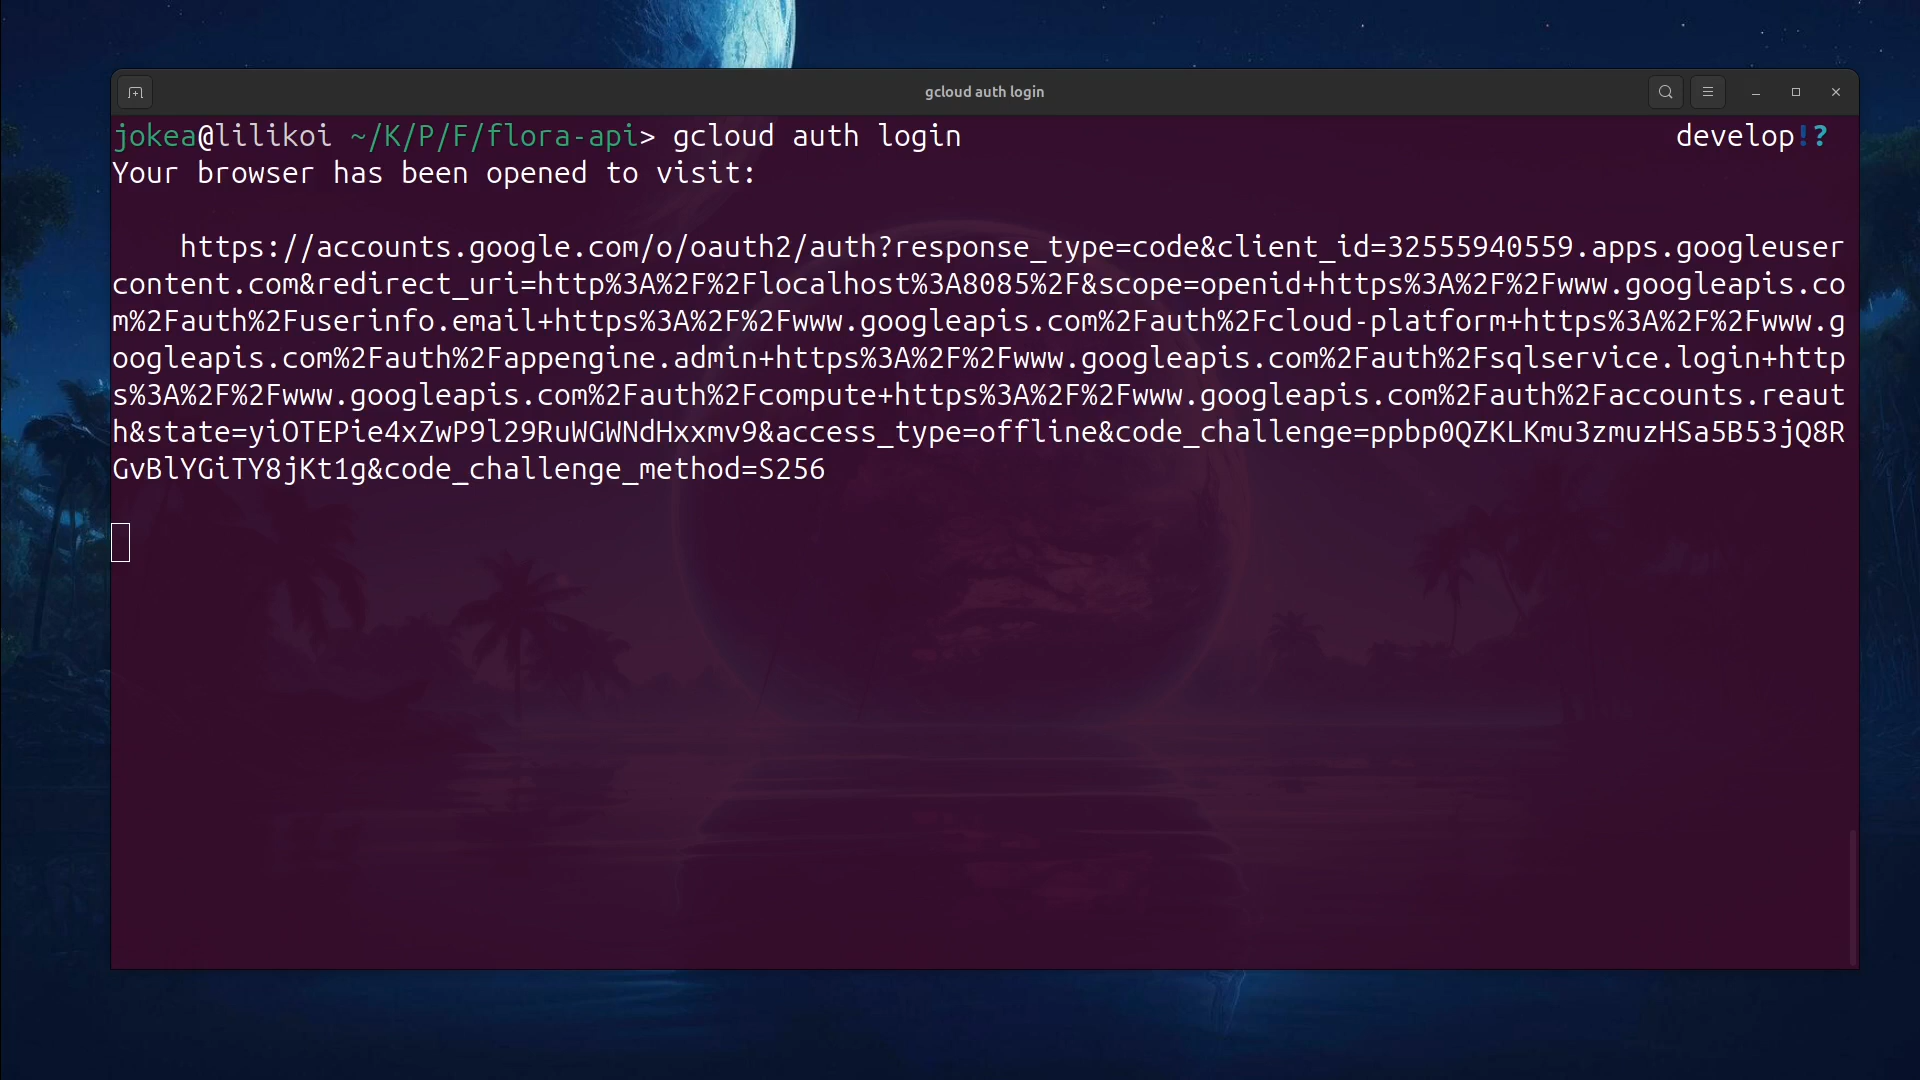 gcloud auth login
jokea@lilikoi ~/K/P/F/flora-api> gcloud auth login develop!?
Your browser has been opened to visit:
https://accounts.google.com/o/oauth2/auth?response_type=code&client_id=32555940559.apps.googleuser
content.com&redirect_uri=http%3A%2F%2Flocalhost%3A8085%2F&scope=openid+https%3A%2F%2Fwww.googleapis.co
m%2Fauth%2Fuserinfo.email+https%3A%2F%2Fwww.googleapis.com%2Fauth%2Fcloud-platform+https%3A%2F%2Fwww.g
oogleapis.com%2Fauth%2Fappengine.admin+https%3A%2F%2Fwww.googleapis.com%2Fauth%2Fsqlservice.login+http
s%3A%2F%2Fwww.googleapis.com%2Fauth%2Fcompute+https%3A%2F%2Fwww.googleapis.com%2Fauth%2Faccounts.reaut
h&state=yiOTEPie4xZwP9l29RuWGWNdHxxmv9&access_type=offline&code_challenge=ppbp0QZKLKmu3zmuzHSa5B53jQ8R
GvBlYGiTY8jKt1g&code_challenge_method=S256